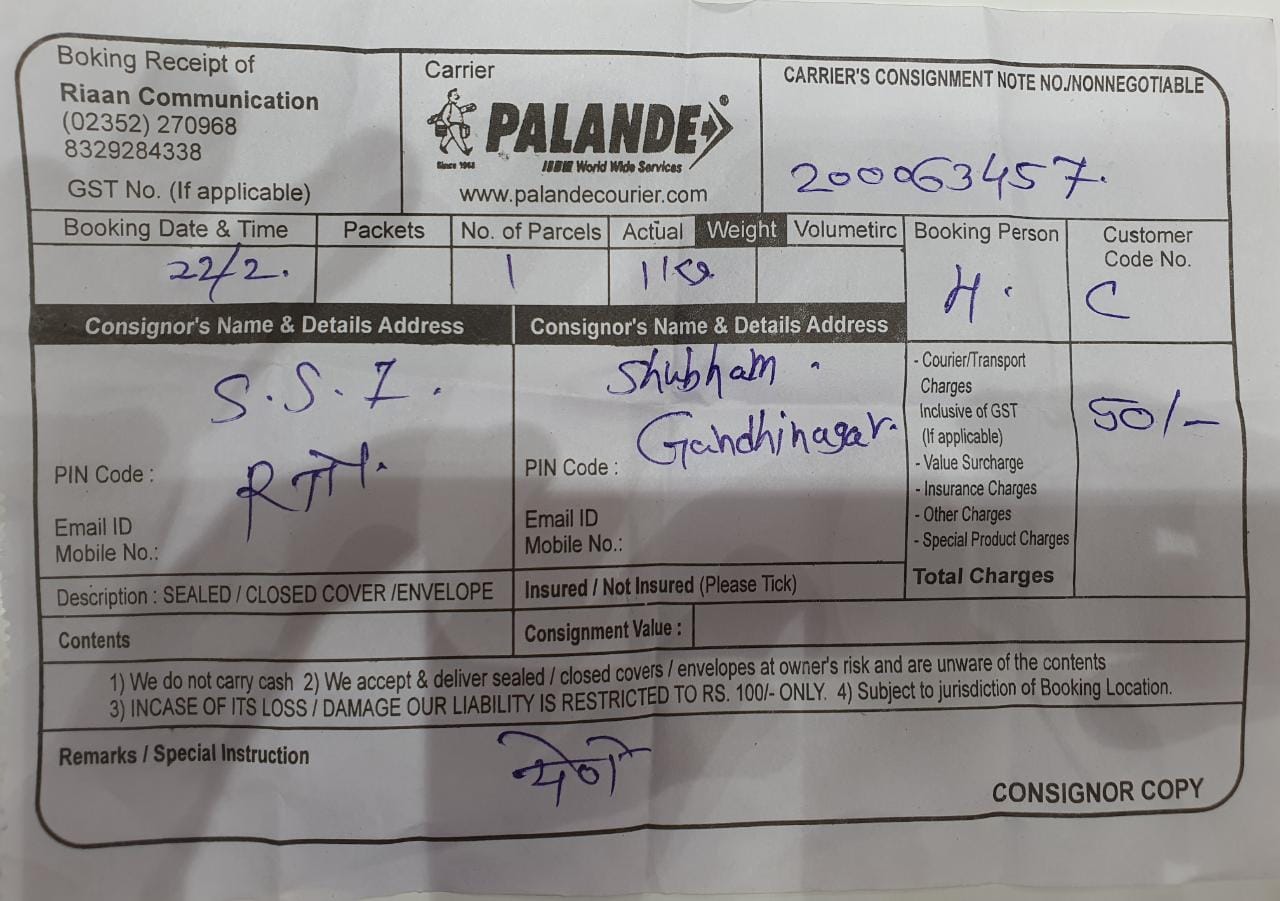 Boking Receipt of
Riaan Communication
(02352) 270968
8329284338
GST No. (If applicable)
Carrier
PALANDE®
Since 1968
World Wide Services
www.palandecourier.com
CARRIER'S CONSIGNMENT NOTE NO./NONNEGOTIABLE
200063457.
Booking Date & Time
22/2.
Packets
No. of Parcels
1
Actual Weight Volumetirc
Booking Person
Customer
Code No.
C
Consignor's Name & Details Address
S.S.I.
PIN Code :
Email ID
Mobile No.:
Consignor's Name & Details Address
Shubham.
Gandhinagar.
PIN Code :
Email ID
Mobile No.:
- Courier/Transport
Charges
Inclusive of GST
(If applicable)
- Value Surcharge
- Insurance Charges
- Other Charges
- Special Product Charges
Total Charges
50/-
Description : SEALED / CLOSED COVER /ENVELOPE
Insured / Not Insured (Please Tick)
Contents
Consignment Value :
1) We do not carry cash 2) We accept & deliver sealed / closed covers / envelopes at owner's risk and are unware of the contents
3) INCASE OF ITS LOSS / DAMAGE OUR LIABILITY IS RESTRICTED TO RS. 100/- ONLY. 4) Subject to jurisdiction of Booking Location.
Remarks / Special Instruction
येणे
CONSIGNOR COPY